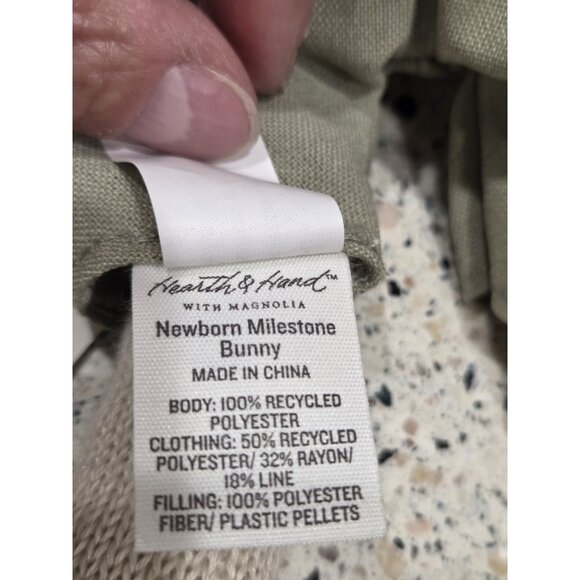 Hearth & Hand™
WITH MAGNOLIA
Newborn Milestone
Bunny
MADE IN CHINA
BODY: 100% RECYCLED
POLYESTER
CLOTHING: 50% RECYCLED
POLYESTER/ 32% RAYON/
18% LINE
FILLING: 100% POLYESTER
FIBER/ PLASTIC PELLETS